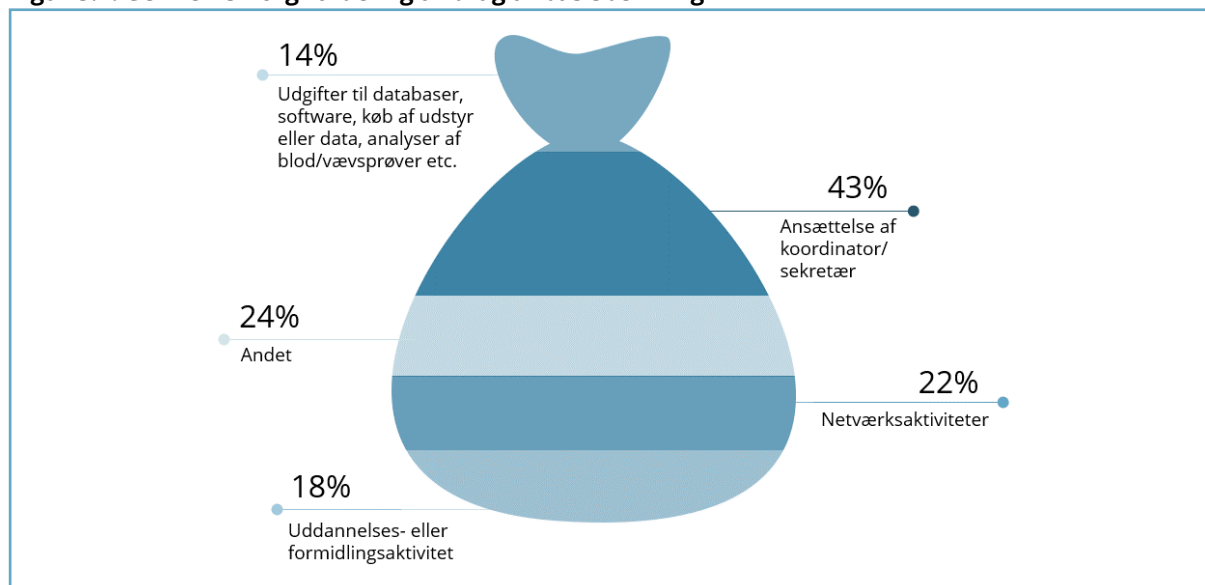 14%
Udgifter til databaser,
software, køb af udstyr
eller data, analyser af
blod/vævsprøver etc.
43%
Ansættelse af
koordinator/
sekretær
24%
Andet
22%
Netværksaktiviteter
18%
Uddannelses- eller
formidlingsaktivitet